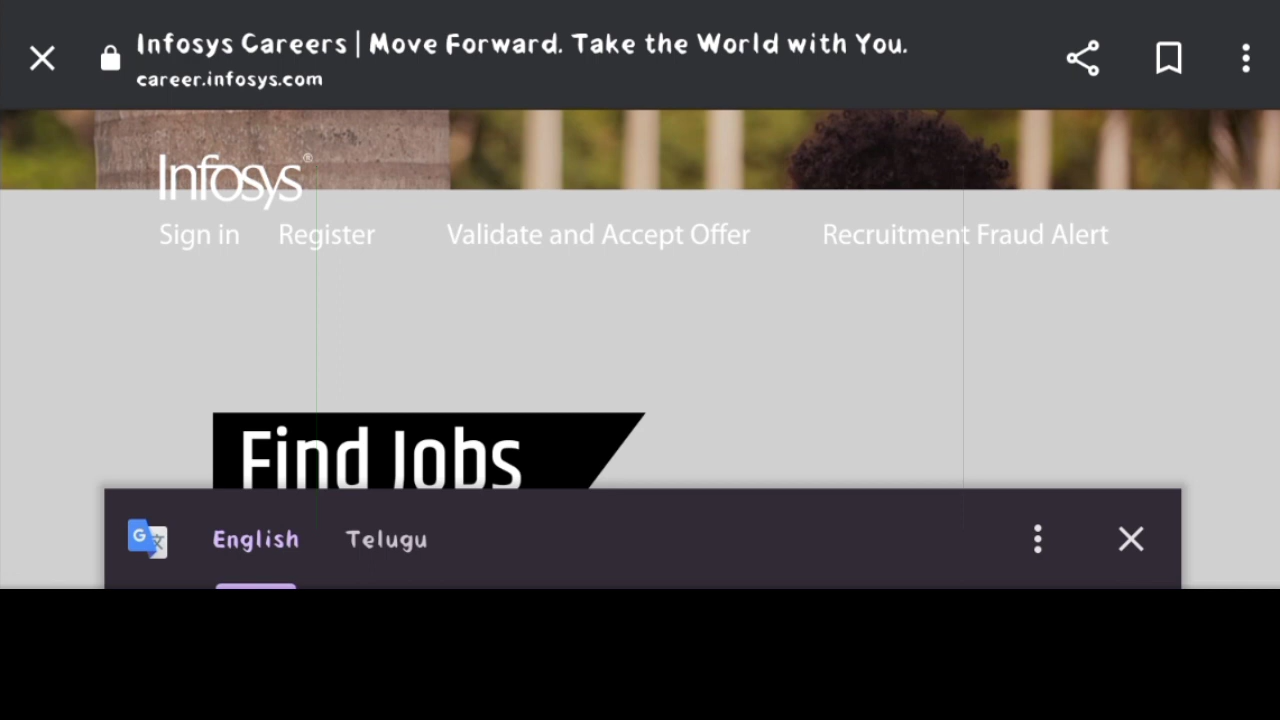 Infosys Careers | Move Forward. Take the World with You.
career.infosys.com
Infosys®
Sign in Register Validate and Accept Offer Recruitment Fraud Alert
Find Jobs
G 文
English Telugu